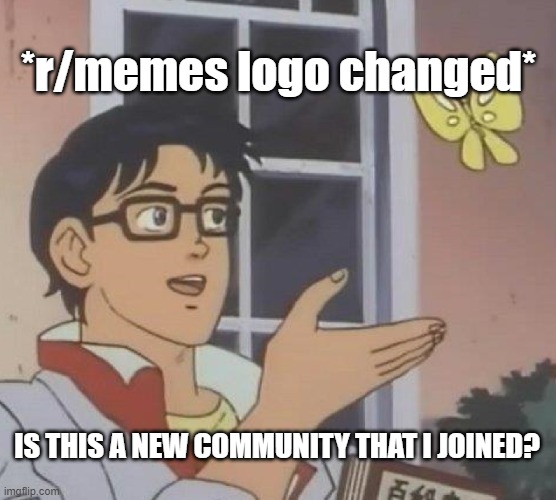 *r/memes logo changed*
IS THIS A NEW COMMUNITY THAT I JOINED?
imgflip.com